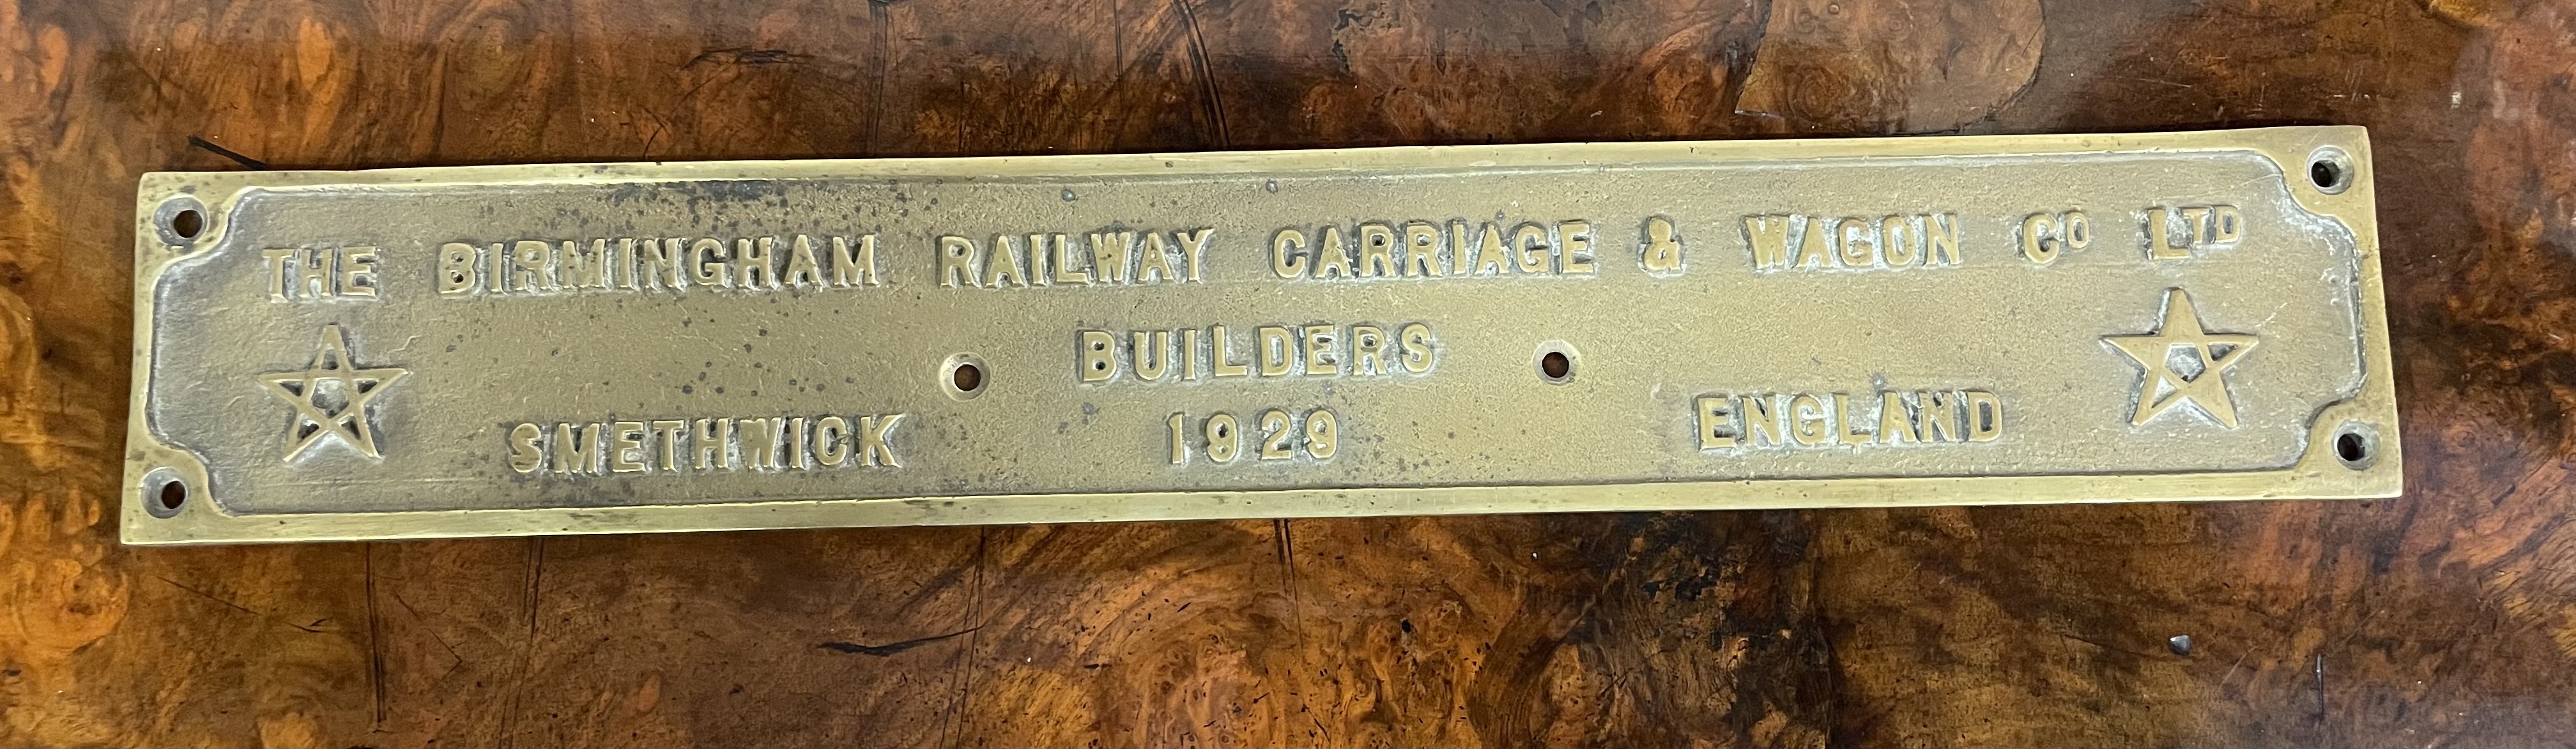 THE BIRMINGHAM RAILWAY CARRIAGE & WAGON CO LTD
BUILDERS
SMETHWICK 1929 ENGLAND